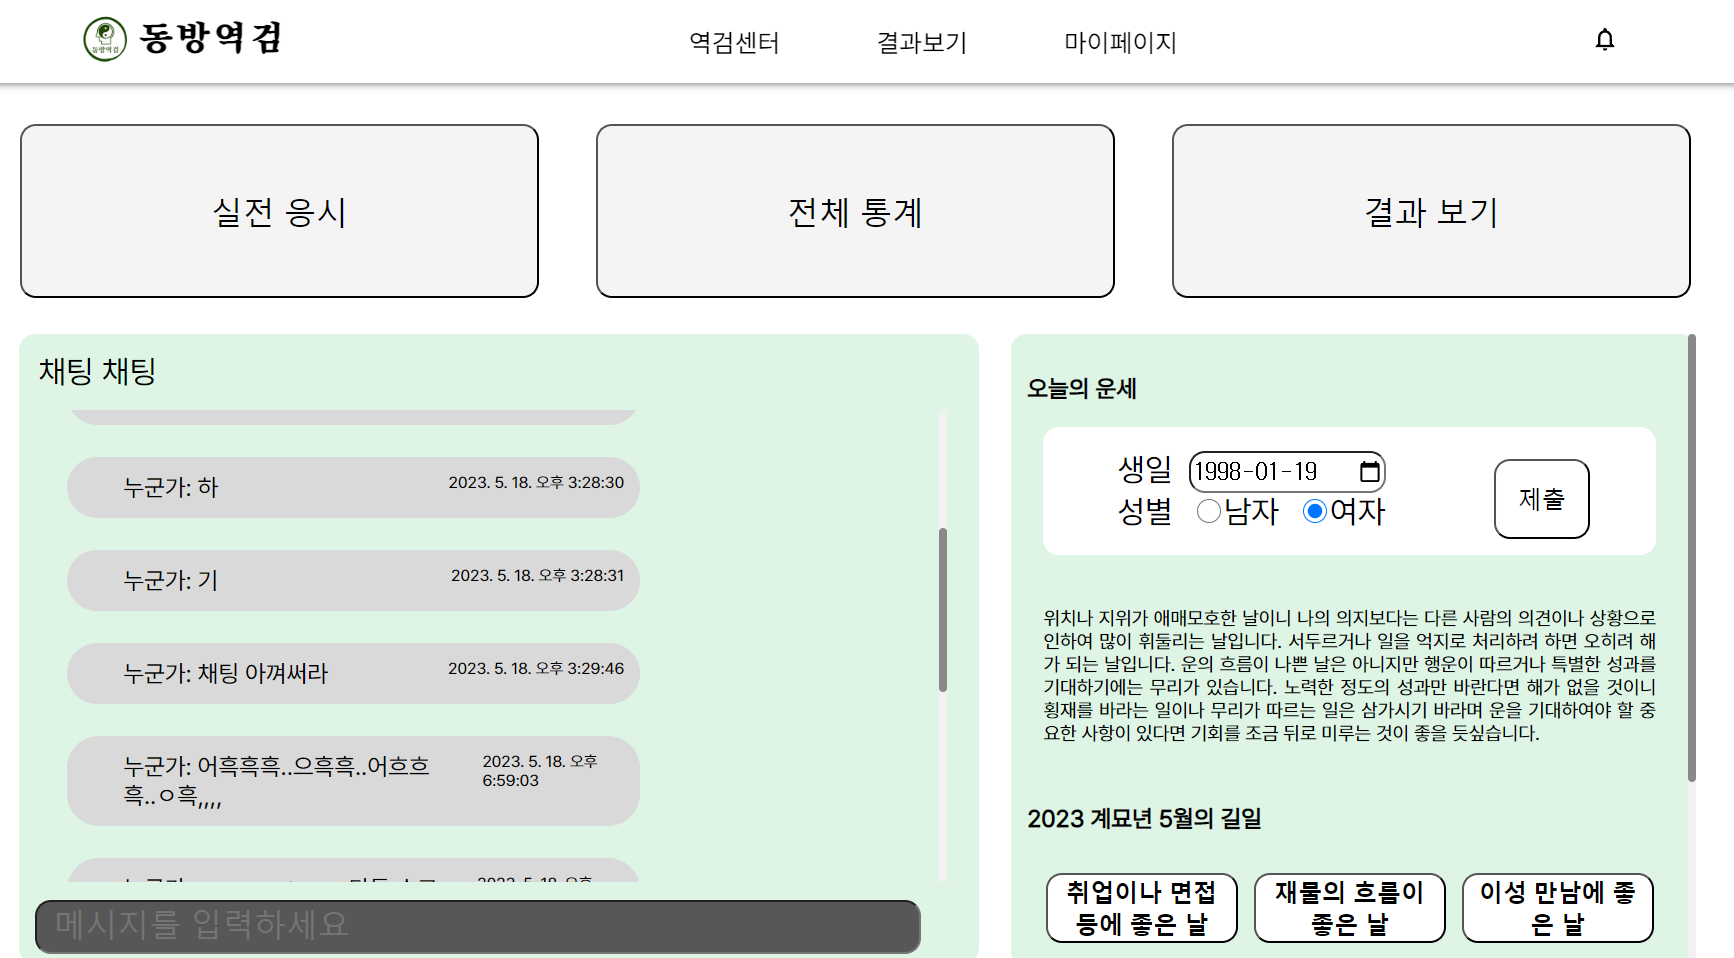 동방역검
동방역검
역검센터
결과보기
마이페이지
실전 응시
전체 통계
결과 보기
채팅 채팅
누군가: 하
2023. 5. 18. 오후 3:28:30
누군가: 기
2023. 5. 18. 오후 3:28:31
누군가: 채팅 아껴써라
2023. 5. 18. 오후 3:29:46
누군가: 어흑흑흑..으흑흑..어흐흐
흑..ㅇ흑,,,,
2023. 5. 18. 오후
6:59:03
메시지를 입력하세요
오늘의 운세
생일 1998-01-19
성별 남자 여자
제출
위치나 지위가 애매모호한 날이니 나의 의지보다는 다른 사람의 의견이나 상황으로
인하여 많이 휘둘리는 날입니다. 서두르거나 일을 억지로 처리하려 하면 오히려 해
가 되는 날입니다. 운의 흐름이 나쁜 날은 아니지만 행운이 따르거나 특별한 성과를
기대하기에는 무리가 있습니다. 노력한 정도의 성과만 바란다면 해가 없을 것이니
횡재를 바라는 일이나 무리가 따르는 일은 삼가시기 바라며 운을 기대하여야 할 중
요한 사항이 있다면 기회를 조금 뒤로 미루는 것이 좋을 듯싶습니다.
2023 계묘년 5월의 길일
취업이나 면접
등에 좋은 날
재물의 흐름이
좋은 날
이성 만남에 좋
은 날